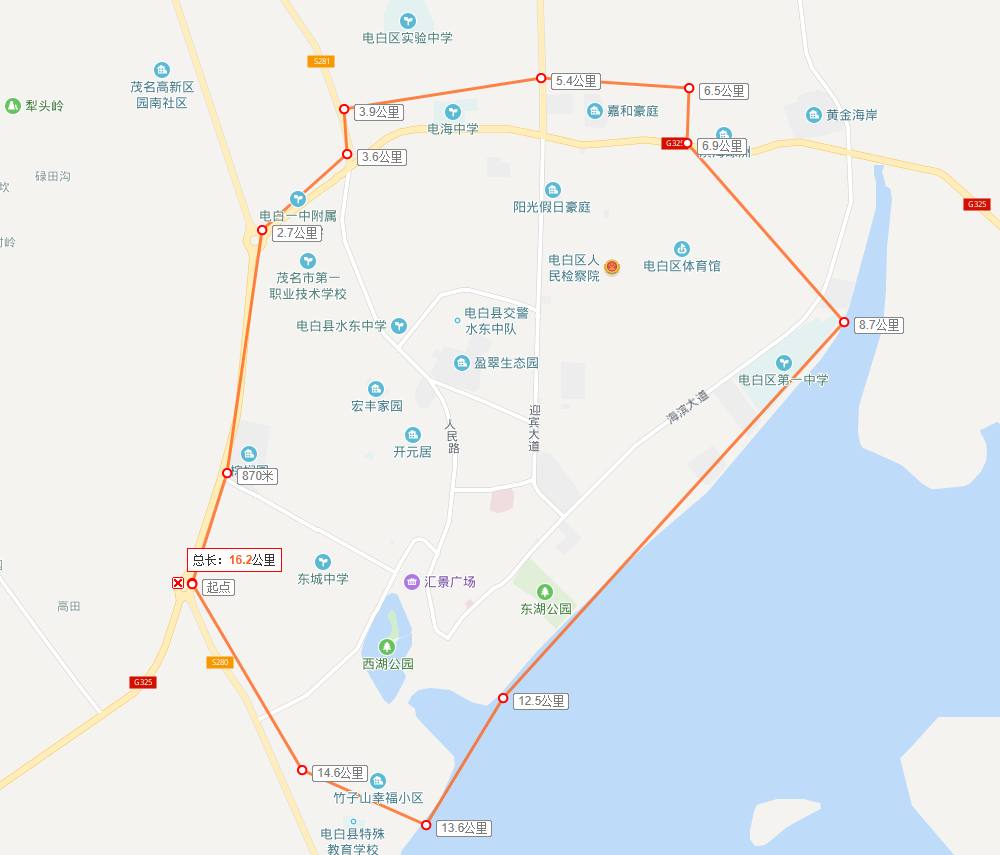 电白区实验中学
S281
茂名高新区
园南社区
犁头岭
5.4公里
6.5公里
3.9公里
嘉和豪庭
黄金海岸
电海中学
G325
6.9公里
3.6公里
碌田沟
坎
电白一中附属
阳光假日豪庭
G325
2.7公里
时岭
电白区人
民检察院
电白区体育馆
茂名市第一
职业技术学校
电白县水东中学
电白县交警
水东中队
8.7公里
盈翠生态园
电白区第一中学
宏丰家园
海滨大道
迎宾大道
人民路
开元居
870米
总长：16.2公里
起点
东城中学
汇景广场
东湖公园
高田
西湖公园
S280
G325
12.5公里
14.6公里
竹子山幸福小区
13.6公里
电白县特殊
教育学校